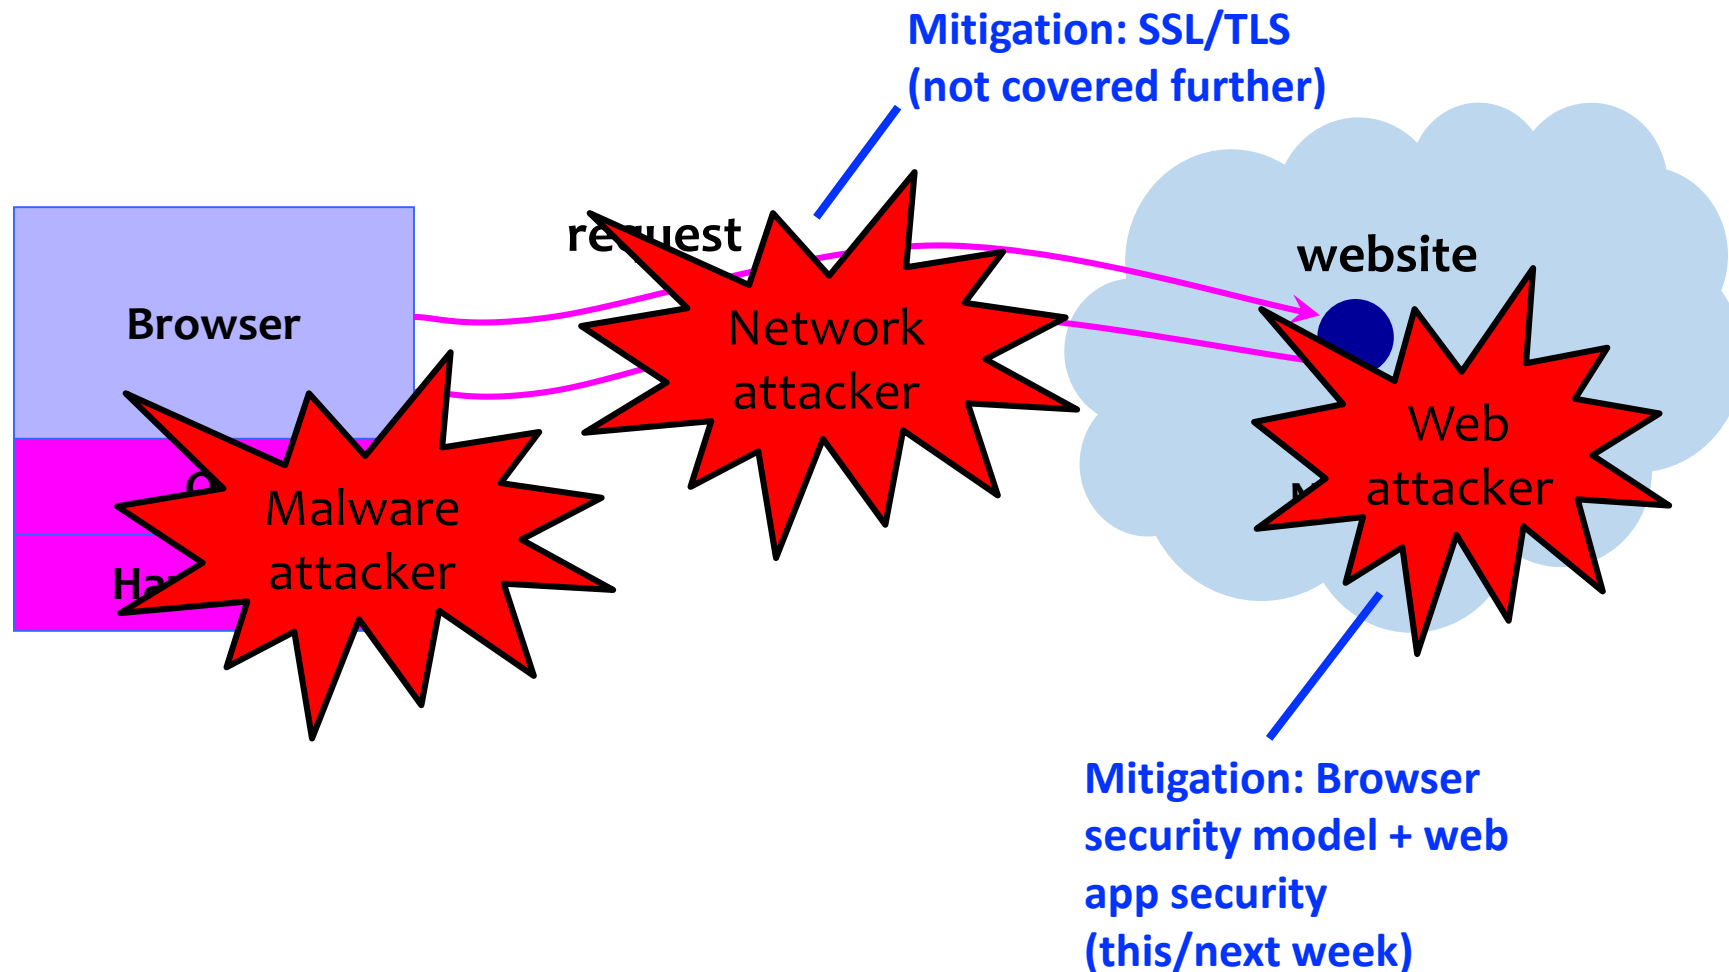 Mitigation: SSL/TLS
(not covered further)
request
website
Browser
Network
attacker
Web
attacker
Malware
attacker
Mitigation: Browser
security model + web
app security
(this/next week)